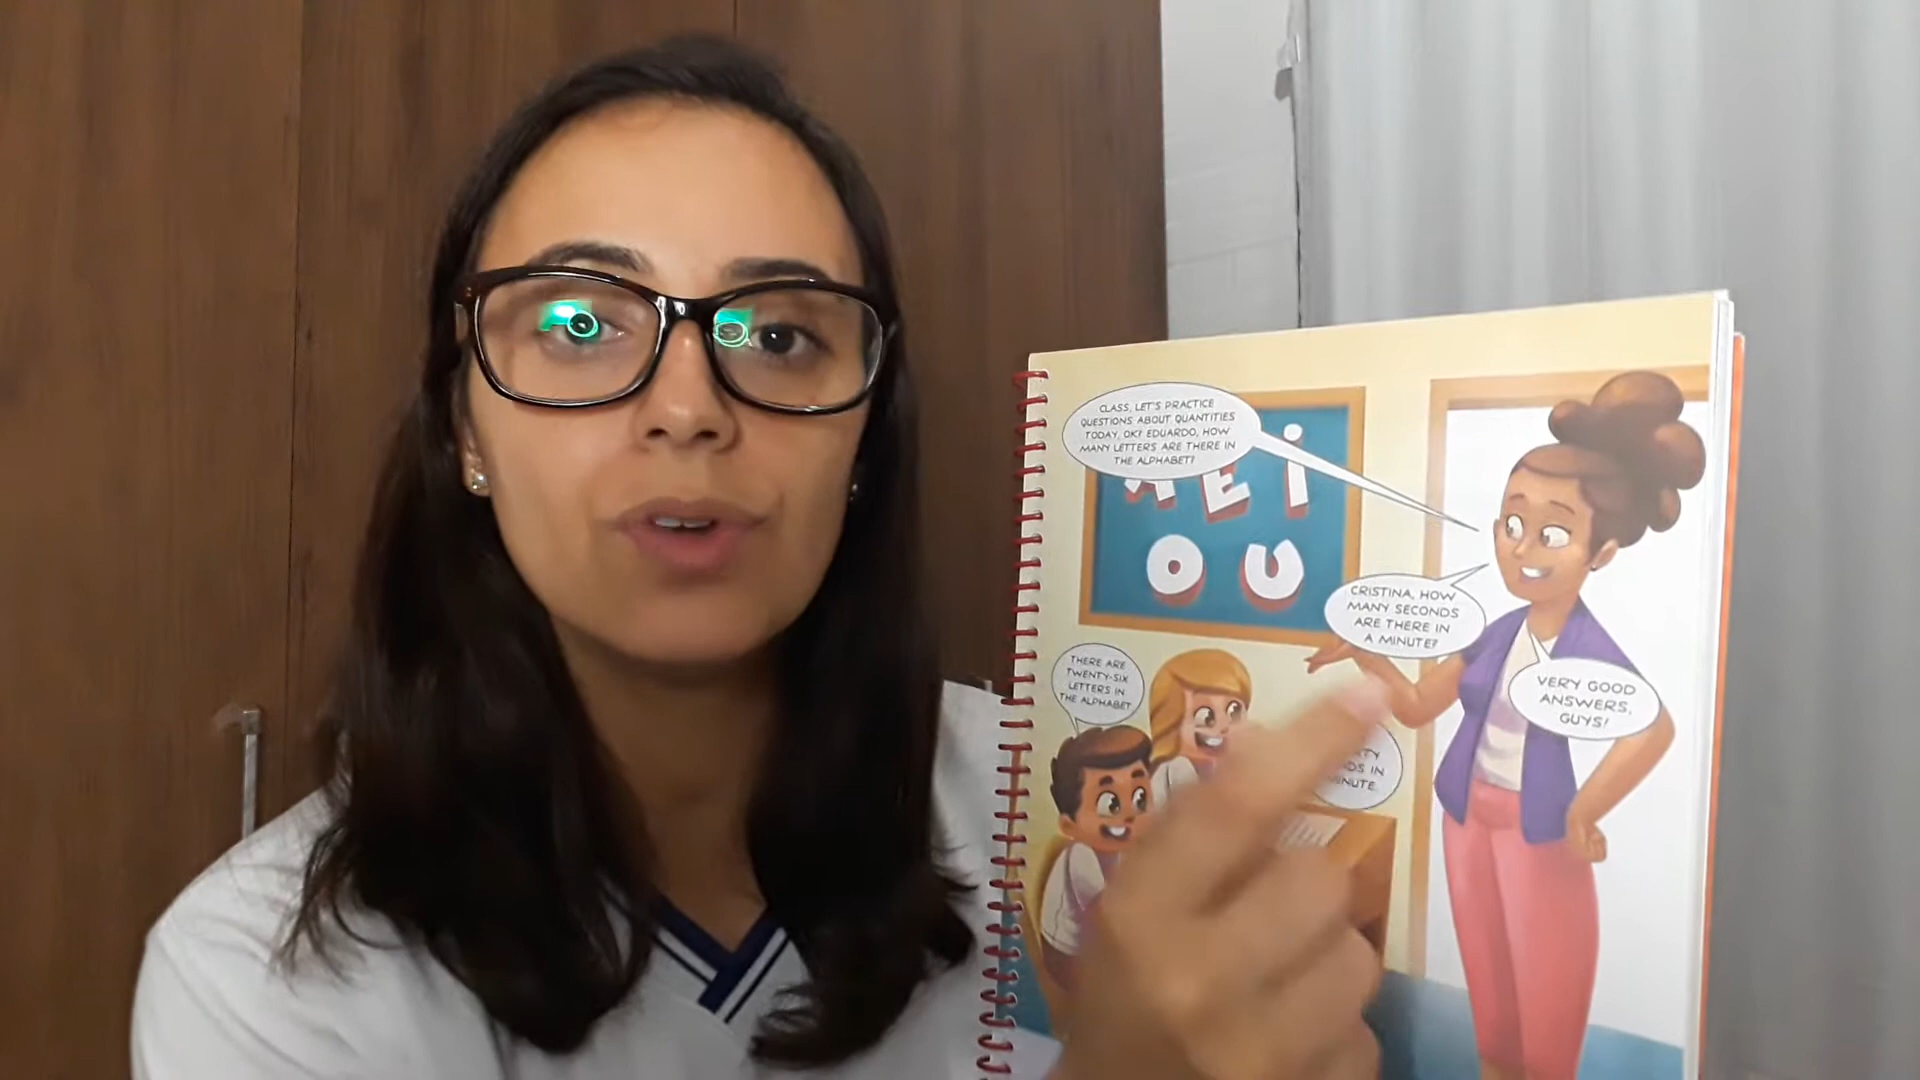 CLASS, LET'S PRACTICE
QUESTIONS ABOUT QUANTITIES
TODAY, OK? EDUARDO, HOW
MANY LETTERS ARE THERE IN
THE ALPHABET?
E I
O U
CRISTINA, HOW
MANY SECONDS
ARE THERE IN
A MINUTE?
THERE ARE
TWENTY-SIX
LETTERS IN
THE ALPHABET
IN
VERY GOOD
ANSWERS,
GUYS!